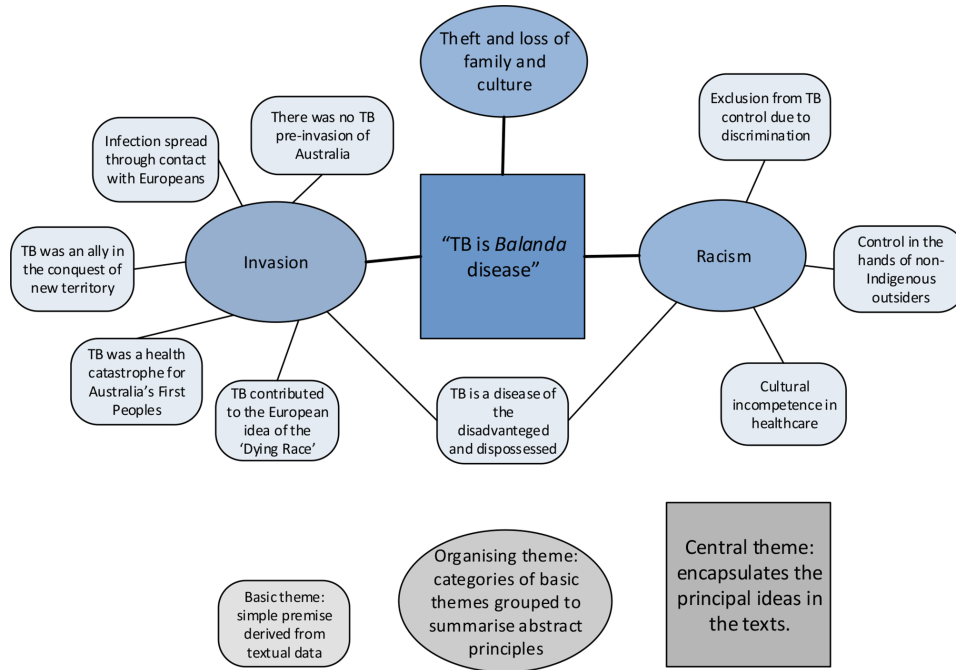 Theft and loss of
family and
culture
There was no TB
pre-invasion of
Australia
Infection spread
through contact
with Europeans
TB was an ally in
the conquest of
new territory
Invasion
TB was a health
catastrophe for
Australia's First
Peoples
TB contributed
to the European
idea of the
'Dying Race'
"TB is Balanda
disease"
TB is a disease of
the
disadvanteged
and dispossessed
Exclusion from TB
control due to
discrimination
Racism
Control in the
hands of non-
Indigenous
outsiders
Cultural
incompetence in
healthcare
Basic theme:
simple premise
derived from
textual data
Organising theme:
categories of basic
themes grouped to
summarise abstract
principles
Central theme:
encapsulates the
principal ideas in
the texts.